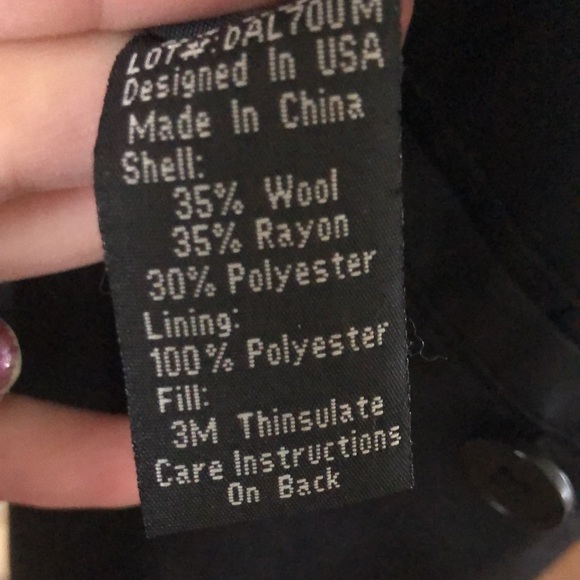 LOT#: DAL700M
Designed In USA
Made In China
Shell:
35% Wool
35% Rayon
30% Polyester
Lining:
100% Polyester
Fill:
3M Thinsulate
Care Instructions
On Back